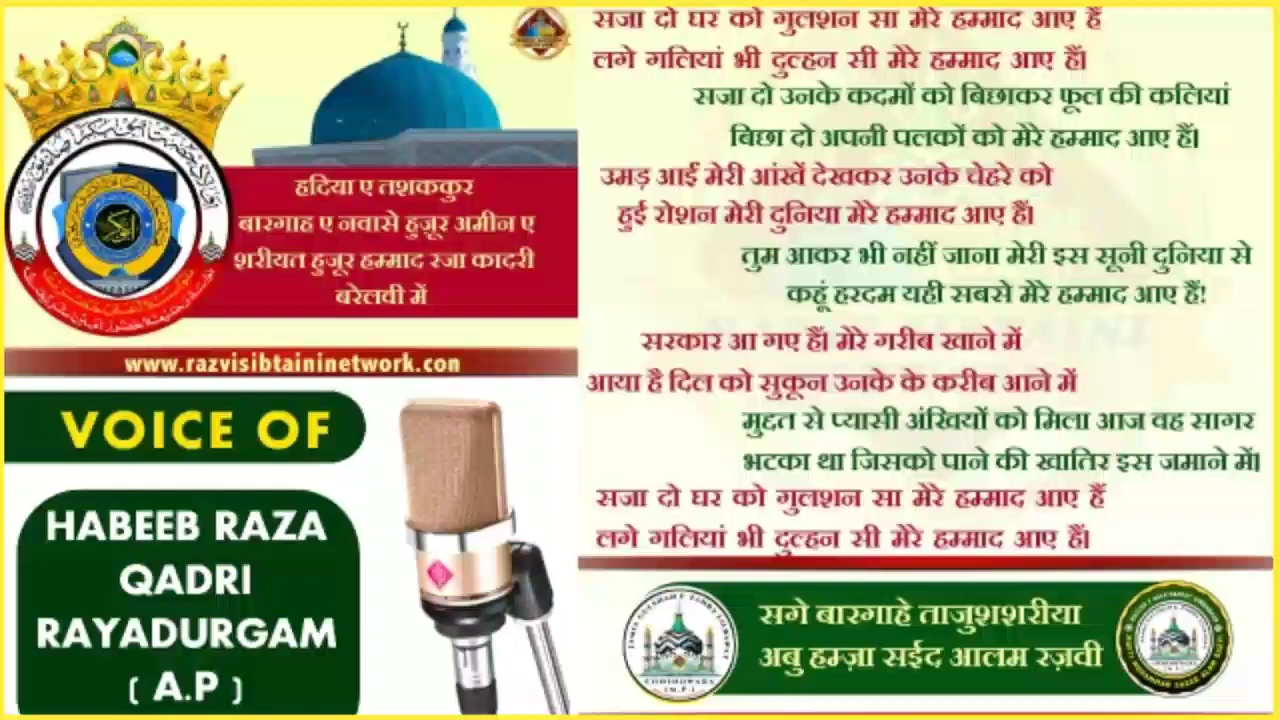 हदिया ए तशककुर
बारगाह ए नवासे हुज़ूर अमीन ए
शरीयत हुजूर हम्माद रजा कादरी
बरेलवी में
www.razvisibtaininetwork.con
VOICE OF
HABEEB RAZA
QADRI
RAYADURGAM
( A.P )
सजा दो घर को गुलशन सा मेरे हम्माद आए हैं
लगे गलियां भी दुल्हन सी मेरे हम्माद आए हैं।
सजा दो उनके कदमों को बिछाकर फूल की कलियां
बिछा दो अपनी पलकों को मेरे हम्माद आए हैं।
उमड़ आई मेरी आंखें देखकर उनके चेहरे को
हुई रोशन मेरी दुनिया मेरे हम्माद आए हैं।
तुम आकर भी नहीं जाना मेरी इस सूनी दुनिया से
कहूं हरदम यही सबसे मेरे हम्माद आए हैं!
सरकार आ गए हैं। मेरे गरीब खाने में
आया है दिल को सुकून उनके के करीब आने में
मुद्दत से प्यासी अंखियों को मिला आज वह सागर
भटका था जिसको पाने की खातिर इस जमाने में।
सजा दो घर को गुलशन सा मेरे हम्माद आए हैं
लगे गलियां भी दुल्हन सी मेरे हम्माद आए हैं।
सगे बारगाहे ताजुशशरीया
अबु हम्ज़ा सईद आलम रज़वी